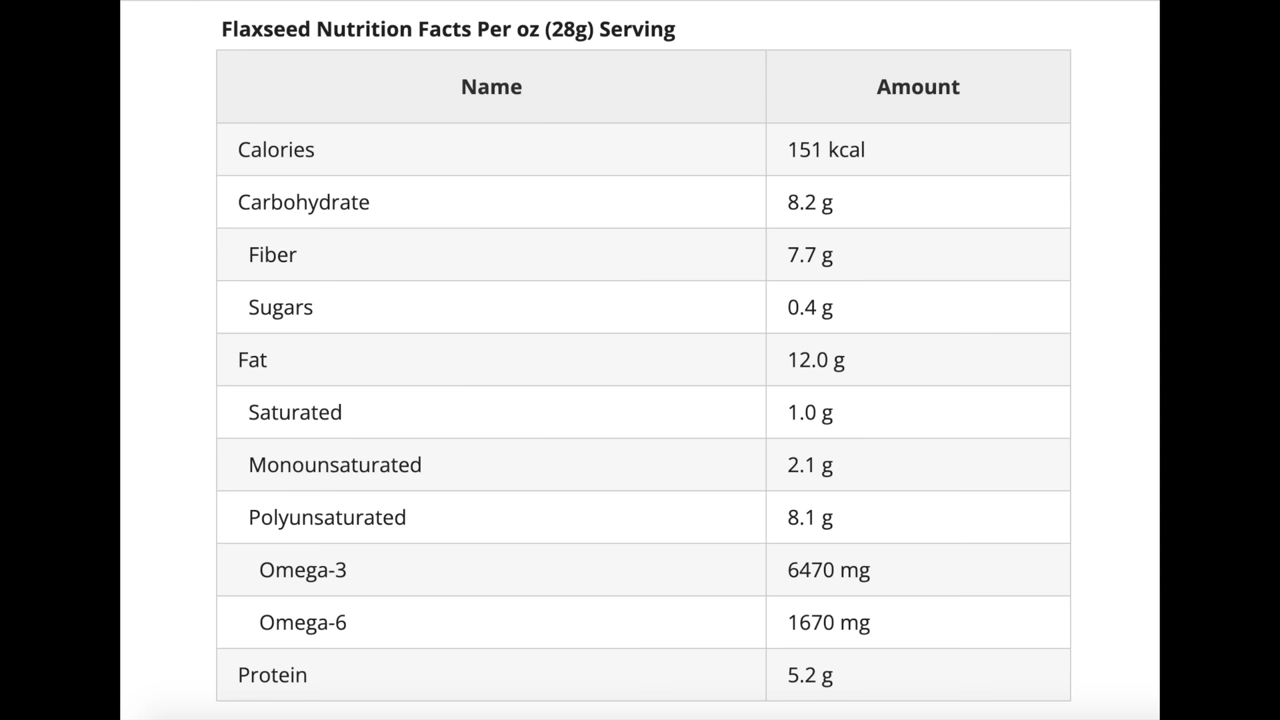 Flaxseed Nutrition Facts Per oz (28g) Serving
Name Amount
Calories 151 kcal
Carbohydrate 8.2 g
Fiber 7.7 g
Sugars 0.4 g
Fat 12.0 g
Saturated 1.0 g
Monounsaturated 2.1 g
Polyunsaturated 8.1 g
Omega-3 6470 mg
Omega-6 1670 mg
Protein 5.2 g